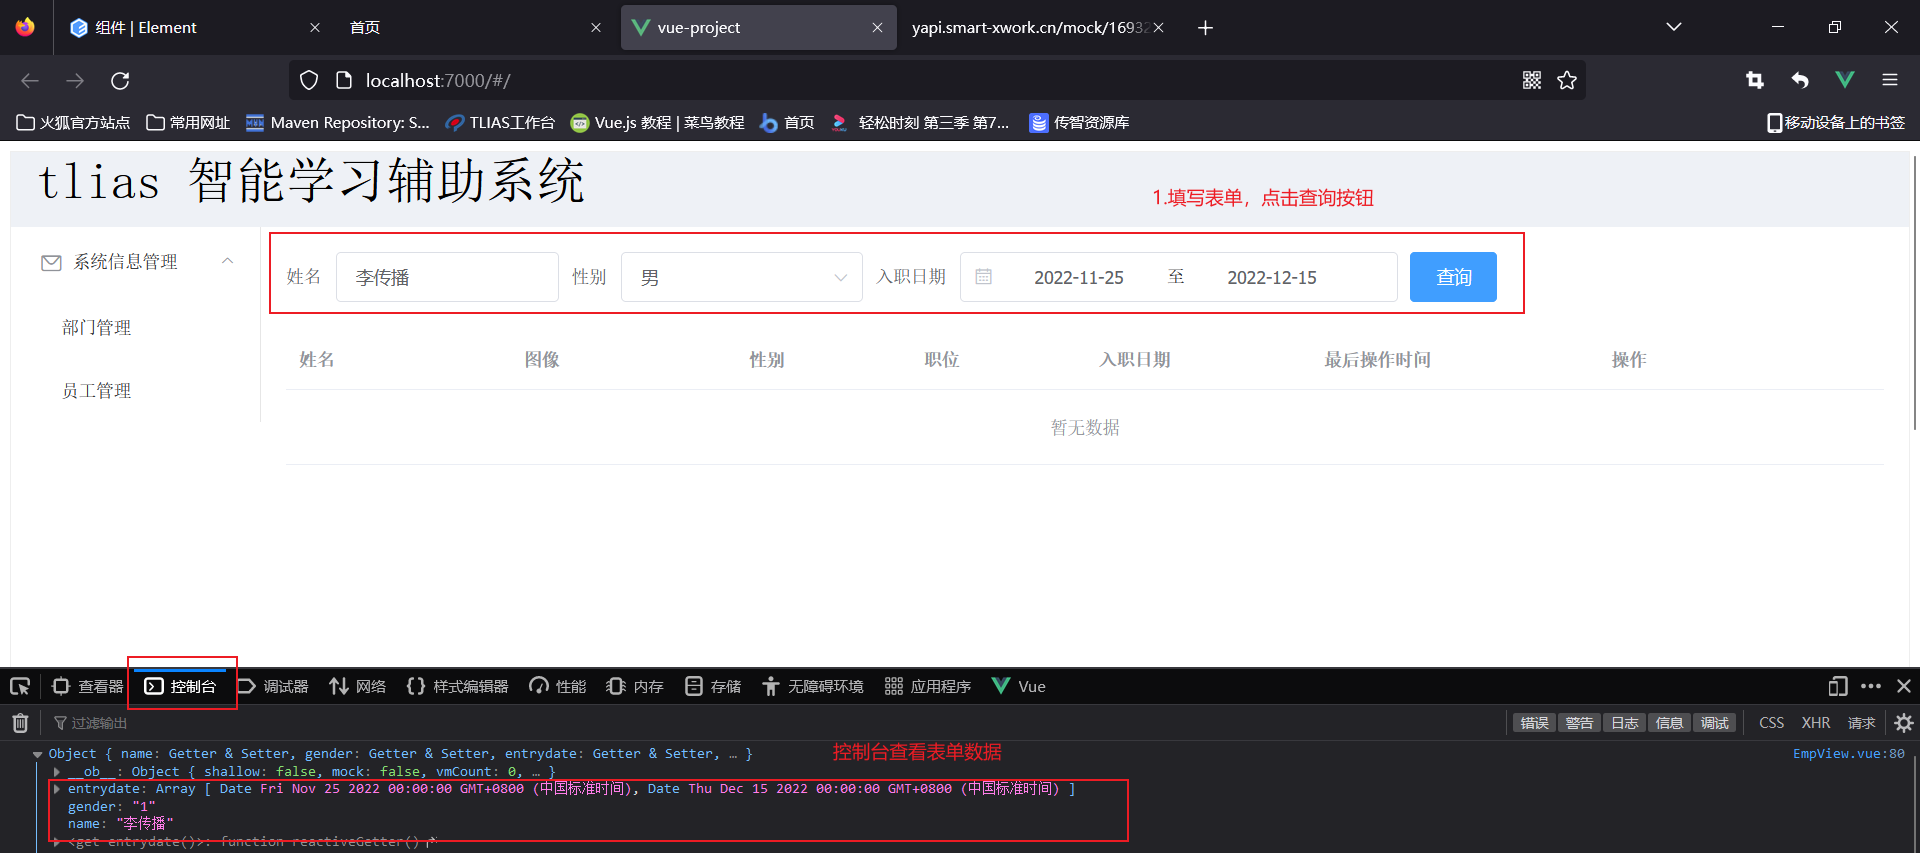 组件 | Element
首页
vue-project
yapi.smart-xwork.cn/mock/16932
localhost:7000/#/
火狐官方站点
常用网址
Maven Repository: S...
TLIAS工作台
Vue.js 教程 | 菜鸟教程
首页
轻松时刻 第三季 第7...
传智资源库
移动设备上的书签
tlias 智能学习辅助系统
1.填写表单，点击查询按钮
系统信息管理
部门管理
员工管理
姓名 李传播 性别 男 入职日期 2022-11-25 至 2022-12-15 查询
姓名 图像 性别 职位 入职日期 最后操作时间 操作
暂无数据
查看器 控制台 调试器 网络 样式编辑器 性能 内存 存储 无障碍环境 应用程序 Vue
过滤输出 错误 警告 日志 信息 调试 CSS XHR 请求
Object { name: Getter & Setter, gender: Getter & Setter, entrydate: Getter & Setter, … }
控制台查看表单数据
EmpView.vue:80
__ob__: Object { shallow: false, mock: false, vmCount: 0, … }
entrydate: Array [ Date Fri Nov 25 2022 00:00:00 GMT+0800 (中国标准时间), Date Thu Dec 15 2022 00:00:00 GMT+0800 (中国标准时间) ]
gender: "1"
name: "李传播"
<get entrydate()>: function reactiveGetter()